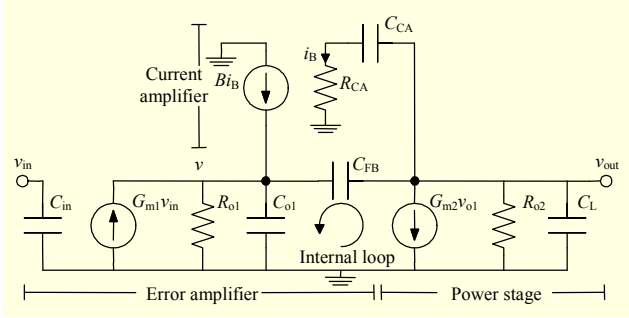 C_CA
i_B
Current
amplifier
Bi_B
R_CA
v_in
v
C_FB
v_out
C_in
G_m1v_in
R_o1
C_o1
G_m2v_o1
R_o2
C_L
Internal loop
Error amplifier
Power stage